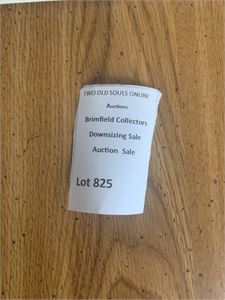 TWO OLD SOULS ONLINE
Auctions
Brimfield Collectors
Downsizing Sale
Auction Sale
Lot 825